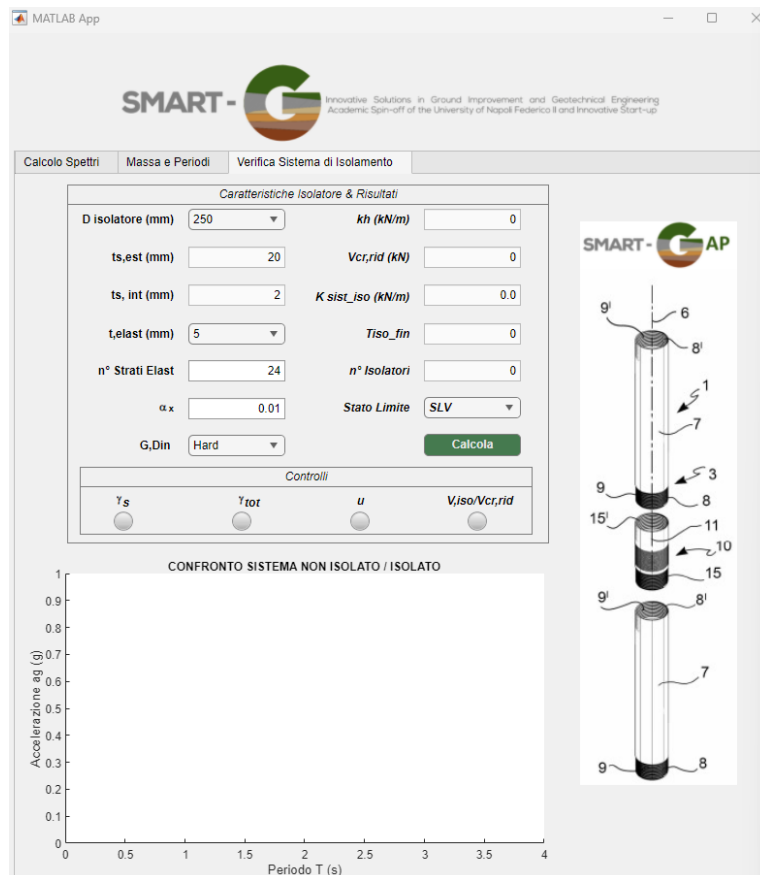 MATLAB App
SMART - G
Innovative Solutions in Ground Improvement and Geotechnical Engineering
Academic Spin-off of the University of Napoli Federico II and Innovative Start-up
Calcolo Spettri Massa e Periodi Verifica Sistema di Isolamento
Caratteristiche Isolatore & Risultati
D isolatore (mm) 250 kh (kN/m) 0
ts,est (mm) 20 Vcr,rid (kN) 0
ts, int (mm) 2 K sist_iso (kN/m) 0.0
t,elast (mm) 5 Tiso_fin 0
n° Strati Elast 24 n° Isolatori 0
αx 0.01 Stato Limite SLV
G,Din Hard Calcola
Controlli
γs γtot u V,iso/Vcr,rid
CONFRONTO SISTEMA NON ISOLATO / ISOLATO
Accelerazione ag (g)
1
0.9
0.8
0.7
0.6
0.5
0.4
0.3
0.2
0.1
0
0 0.5 1 1.5 2 2.5 3 3.5 4
Periodo T (s)
SMART - G AP
9ᴵ 6
8ᴵ
1
7
3
9 8
15ᴵ 11
10
15
9ᴵ 8ᴵ
7
9 8